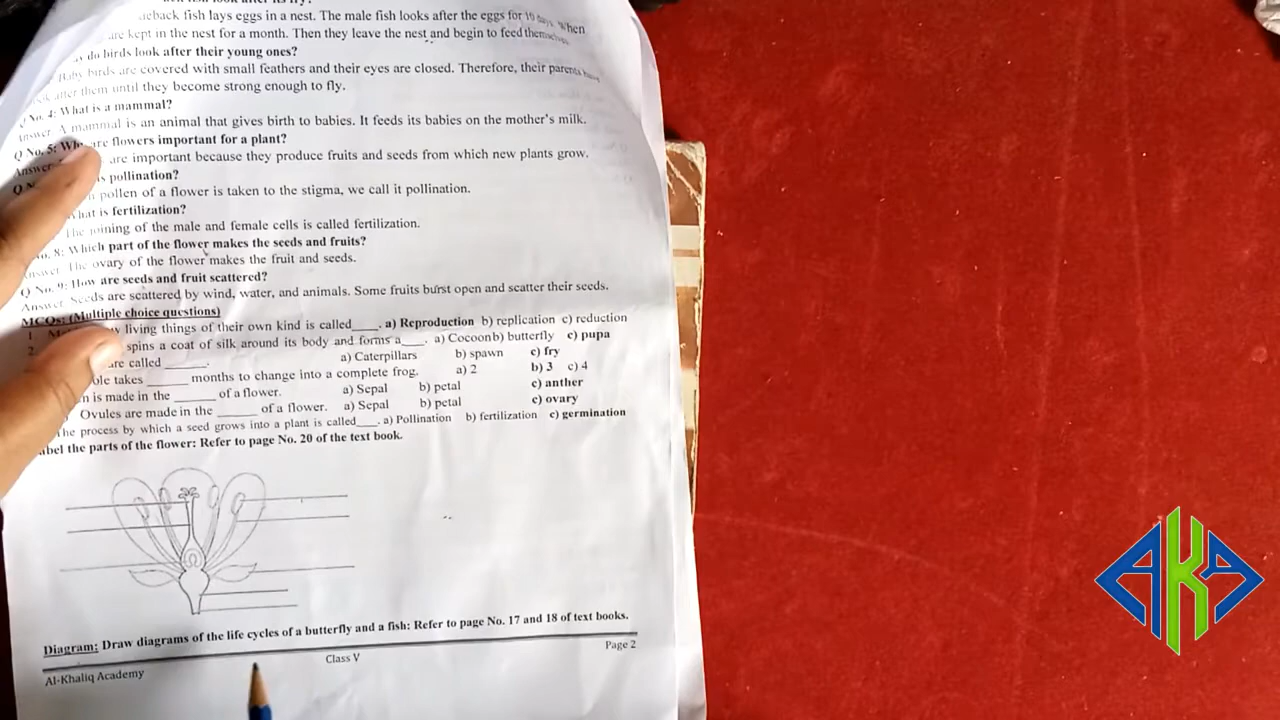 look after its fry?
eback fish lays eggs in a nest. The male fish looks after the eggs for 10 days. When
are kept in the nest for a month. Then they leave the nest and begin to feed themselves.
do birds look after their young ones?
Baby birds are covered with small feathers and their eyes are closed. Therefore, their parents have
after them until they become strong enough to fly.
Q No. 4: What is a mammal?
Answer: A mammal is an animal that gives birth to babies. It feeds its babies on the mother's milk.
Q No. 5: Why are flowers important for a plant?
Answer: are important because they produce fruits and seeds from which new plants grow.
is pollination?
pollen of a flower is taken to the stigma, we call it pollination.
What is fertilization?
The joining of the male and female cells is called fertilization.
No. 8: Which part of the flower makes the seeds and fruits?
Answer: The ovary of the flower makes the fruit and seeds.
Q No. 9: How are seeds and fruit scattered?
Answer: Seeds are scattered by wind, water, and animals. Some fruits burst open and scatter their seeds.
MCQs: (Multiple choice questions)
1 living things of their own kind is called____. a) Reproduction b) replication c) reduction
2. spins a coat of silk around its body and forms a____. a) Cocoon b) butterfly c) pupa
are called ______. a) Caterpillars b) spawn c) fry
ole takes ______ months to change into a complete frog. a) 2 b) 3 c) 4
n is made in the ______ of a flower. a) Sepal b) petal c) anther
Ovules are made in the ______ of a flower. a) Sepal b) petal c) ovary
The process by which a seed grows into a plant is called____. a) Pollination b) fertilization c) germination
abel the parts of the flower: Refer to page No. 20 of the text book.
Diagram: Draw diagrams of the life cycles of a butterfly and a fish: Refer to page No. 17 and 18 of text books.
Al-Khaliq Academy Class V Page 2
AKA